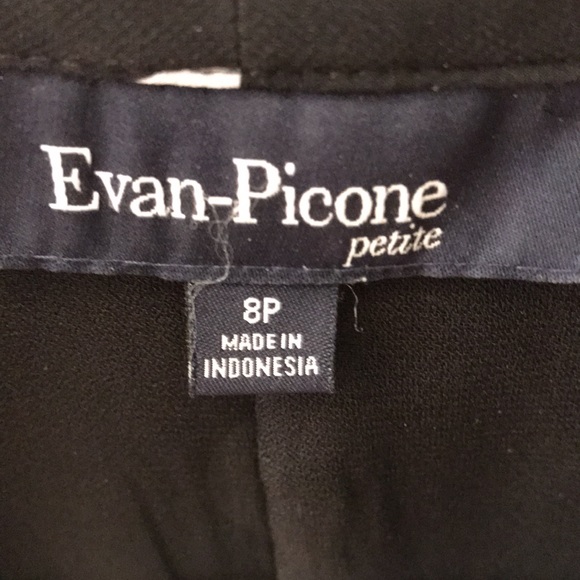 Evan-Picone
petite
8P
MADE IN
INDONESIA